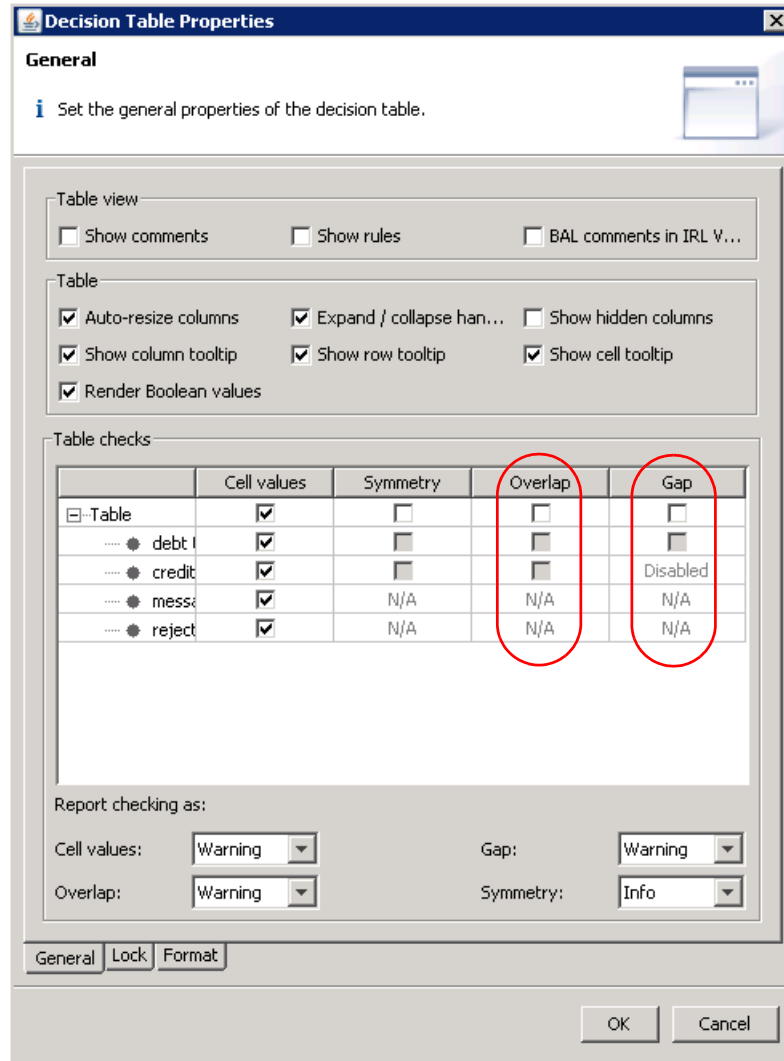 Decision Table Properties
General
i Set the general properties of the decision table.
Table view
Show comments Show rules BAL comments in IRL V...
Table
Auto-resize columns Expand / collapse han... Show hidden columns
Show column tooltip Show row tooltip Show cell tooltip
Render Boolean values
Table checks
Cell values Symmetry Overlap Gap
Table
debt
credit Disabled
messa N/A N/A N/A
reject N/A N/A N/A
Report checking as:
Cell values: Warning Gap: Warning
Overlap: Warning Symmetry: Info
General Lock Format
OK Cancel